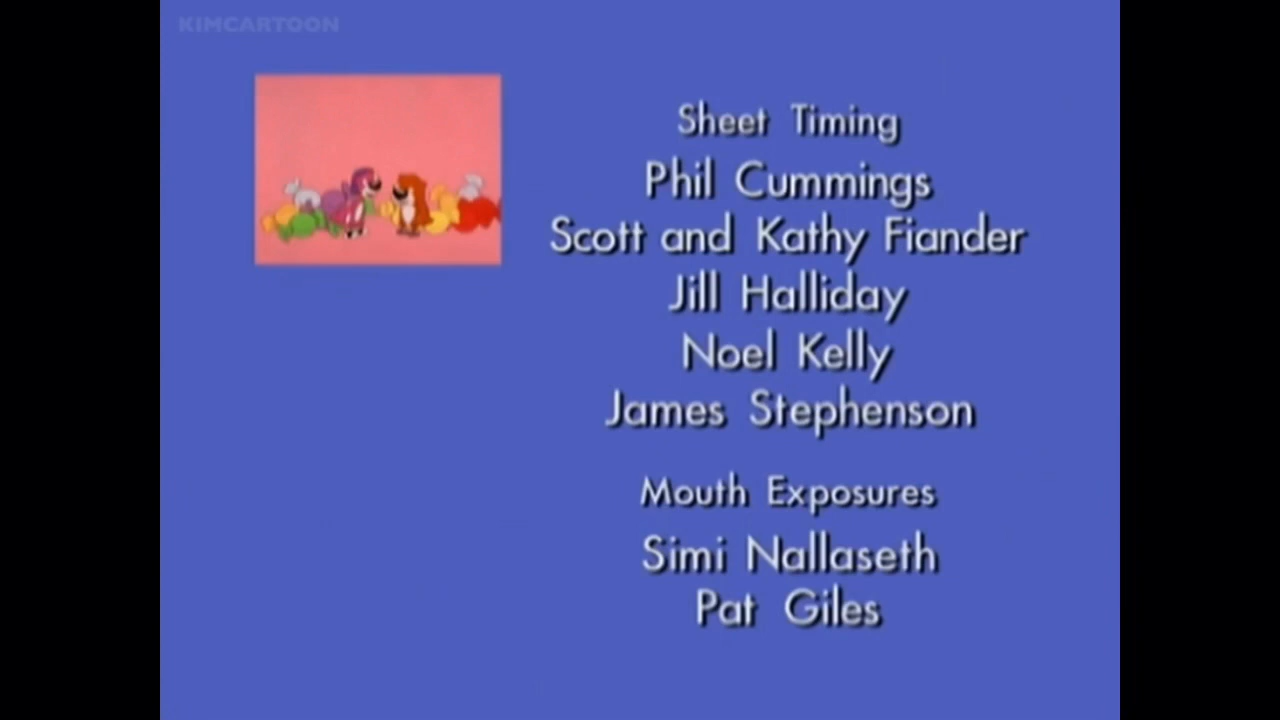 KIMCARTOON
Sheet Timing
Phil Cummings
Scott and Kathy Fiander
Jill Halliday
Noel Kelly
James Stephenson
Mouth Exposures
Simi Nallaseth
Pat Giles